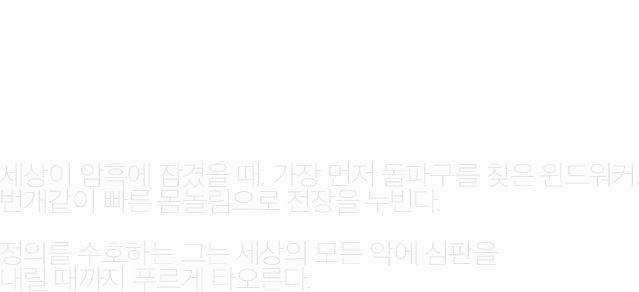 세상이 암흑에 잠겼을 때, 가장 먼저 돌파구를 찾은 윈드워커.
번개같이 빠른 몸놀림으로 전장을 누빈다.
정의를 수호하는 그는 세상의 모든 악에 심판을
내릴 때까지 푸르게 타오른다.